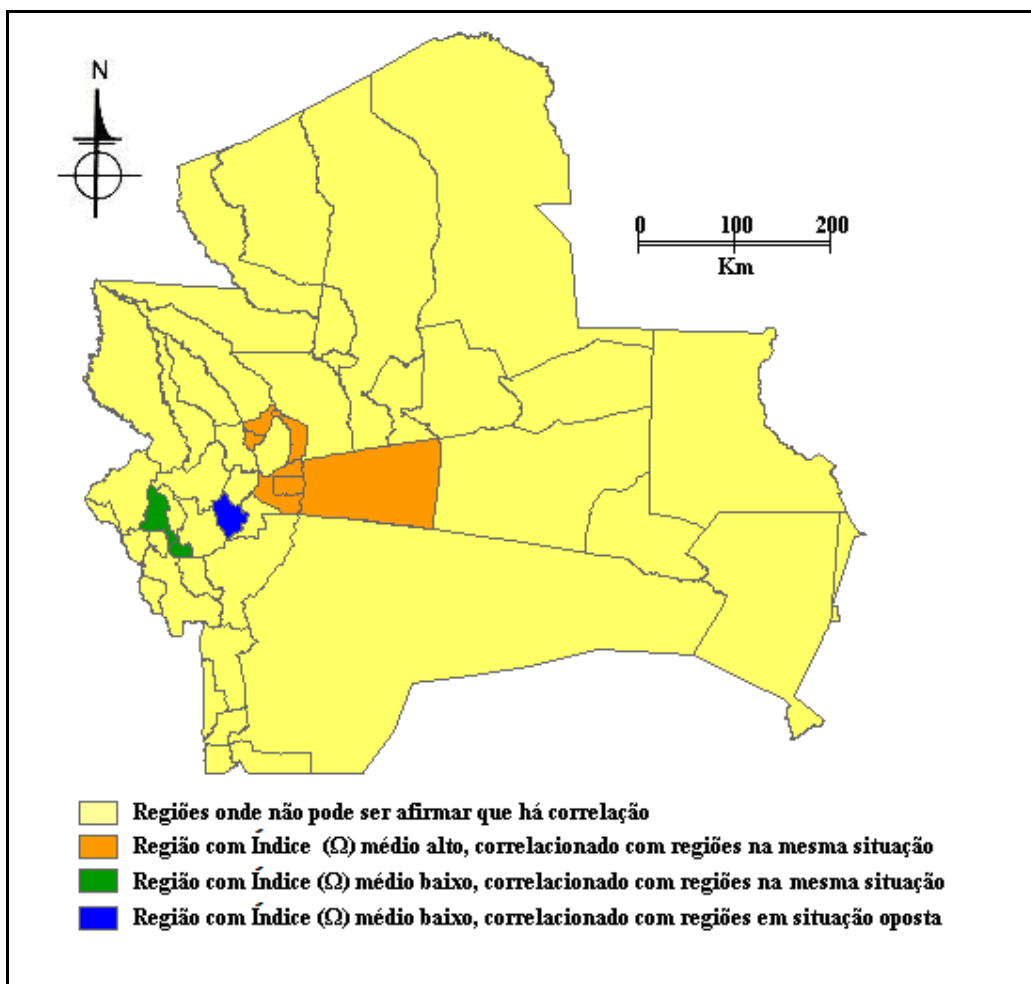 N
0 100 200
Km
Regiões onde não pode ser afirmar que há correlação
Região com Índice (Ω) médio alto, correlacionado com regiões na mesma situação
Região com Índice (Ω) médio baixo, correlacionado com regiões na mesma situação
Região com Índice (Ω) médio baixo, correlacionado com regiões em situação oposta